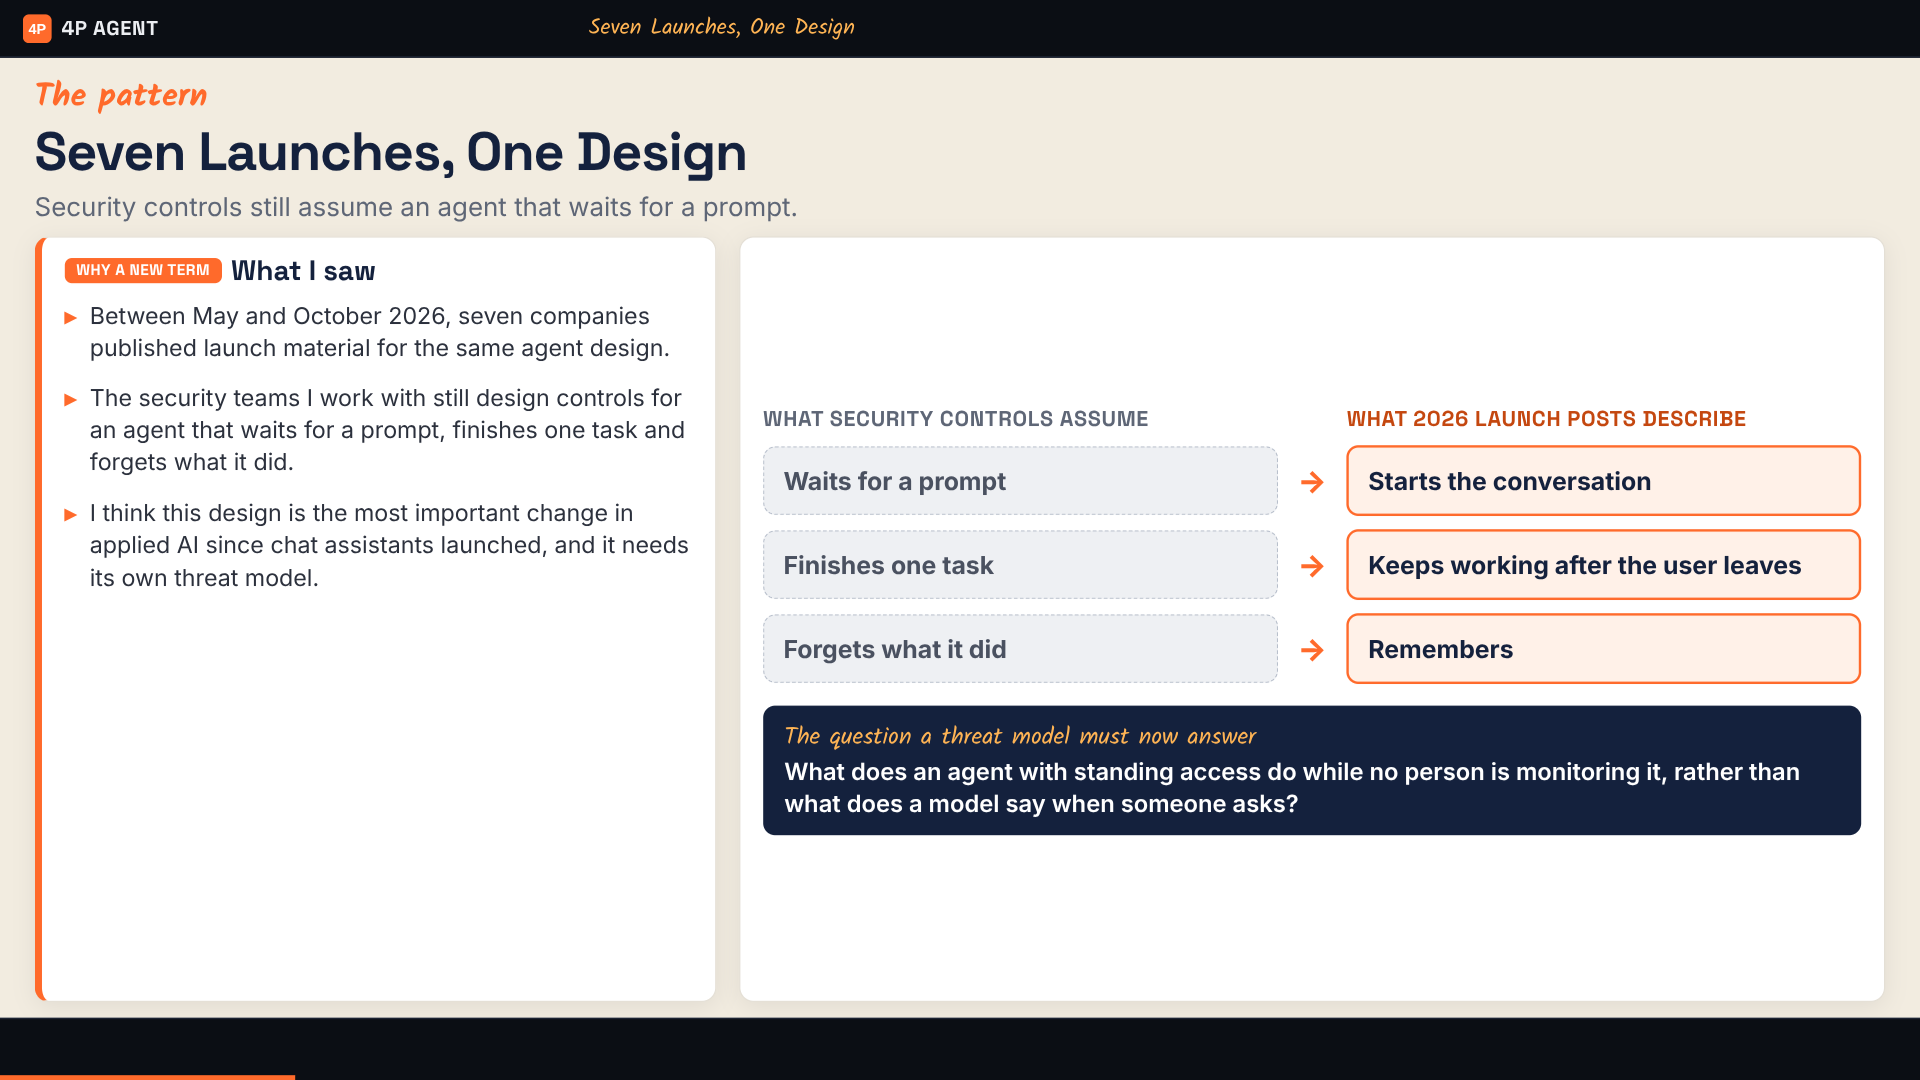 4P 4P AGENT
Seven Launches, One Design
The pattern
Seven Launches, One Design
Security controls still assume an agent that waits for a prompt.
WHY A NEW TERM What I saw
► Between May and October 2026, seven companies
published launch material for the same agent design.
► The security teams I work with still design controls for
an agent that waits for a prompt, finishes one task and
forgets what it did.
► I think this design is the most important change in
applied AI since chat assistants launched, and it needs
its own threat model.
WHAT SECURITY CONTROLS ASSUME
WHAT 2026 LAUNCH POSTS DESCRIBE
Waits for a prompt → Starts the conversation
Finishes one task → Keeps working after the user leaves
Forgets what it did → Remembers
The question a threat model must now answer
What does an agent with standing access do while no person is monitoring it, rather than
what does a model say when someone asks?